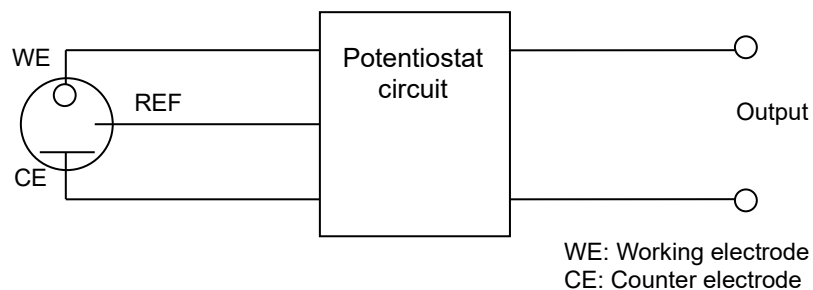 WE
REF
CE
Potentiostat
circuit
Output
WE: Working electrode
CE: Counter electrode